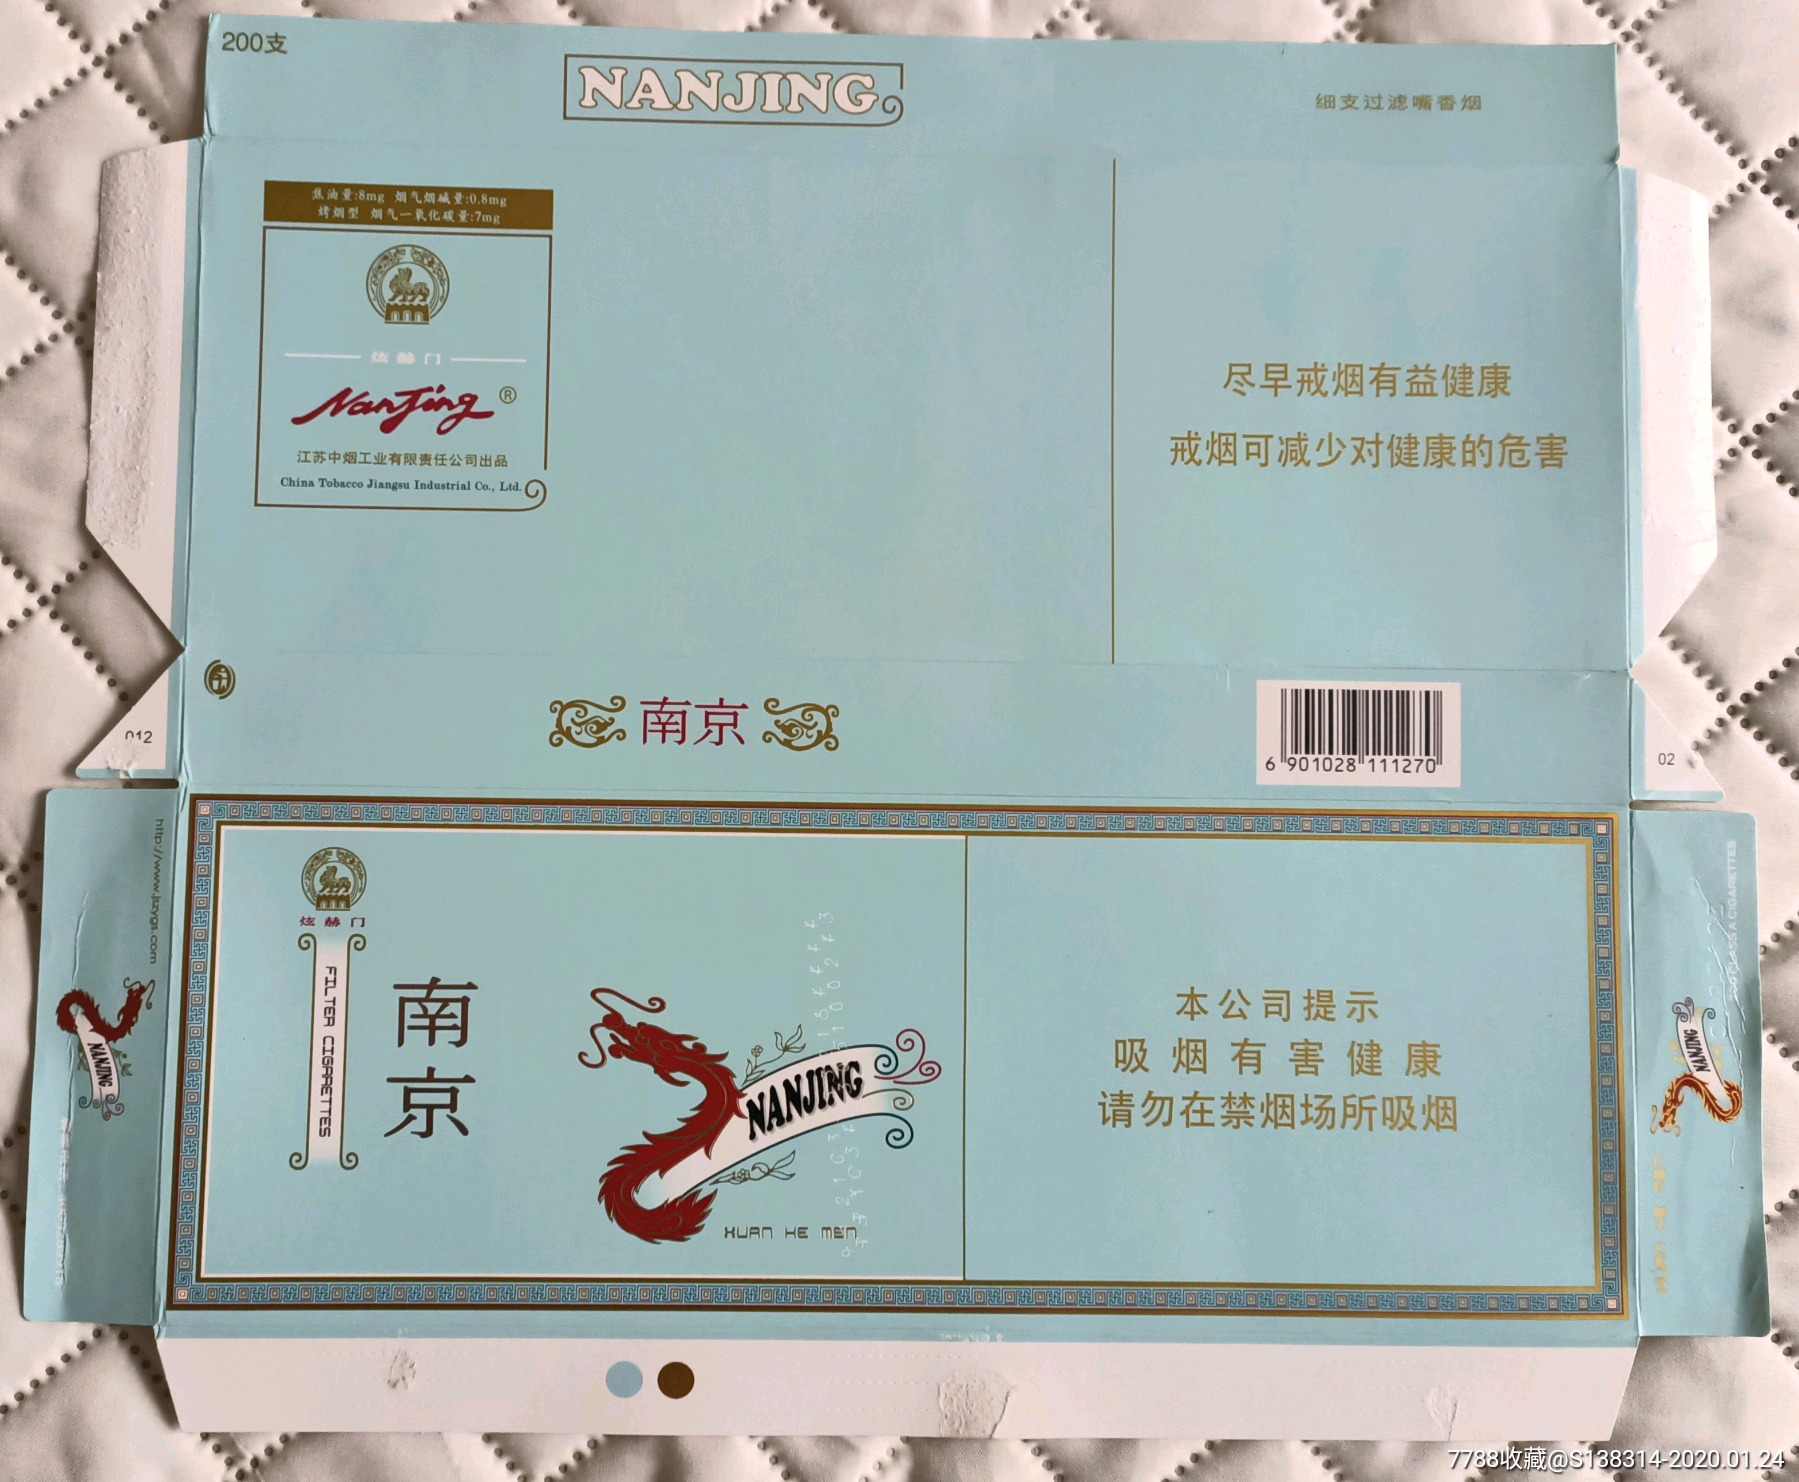 200支
NANJING
细支过滤嘴香烟
焦油量:8mg 烟气烟碱量:0.8mg
烤烟型 烟气一氧化碳量:7mg
炫赫门
NanJing®
江苏中烟工业有限责任公司出品
China Tobacco Jiangsu Industrial Co., Ltd.
尽早戒烟有益健康
戒烟可减少对健康的危害
012
南京
6 901028 111270
02
http://www.jszygs.com
NANJING
炫赫门
FILTER CIGARETTES
南京
NANJING
XUAN HE MEN
本公司提示
吸烟有害健康
请勿在禁烟场所吸烟
200 CLASS A CIGARETTES
NANJING
7788收藏@S138314-2020.01.24